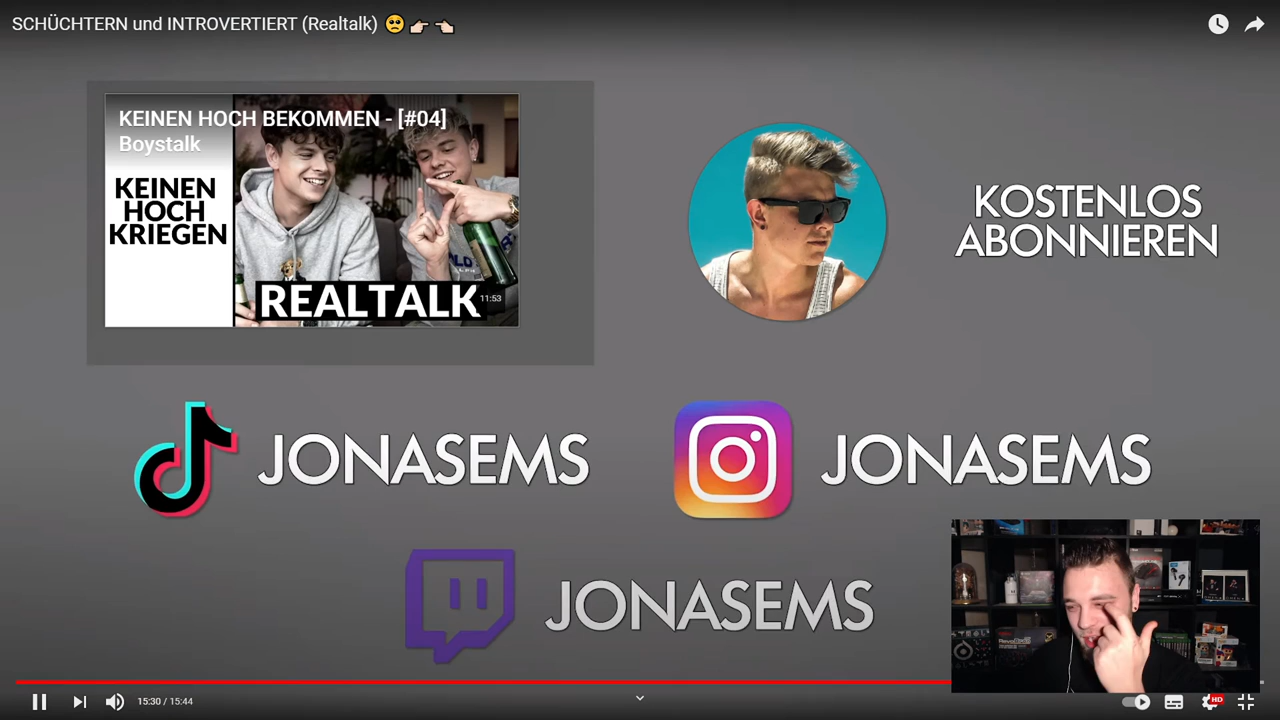 SCHÜCHTERN und INTROVERTIERT (Realtalk) 🥺👉🏻👈🏻
KEINEN HOCH BEKOMMEN - [#04]
Boystalk
KEINEN
HOCH
KRIEGEN
REALTALK
11:53
KOSTENLOS
ABONNIEREN
JONASEMS
JONASEMS
JONASEMS
15:30 / 15:44
HD